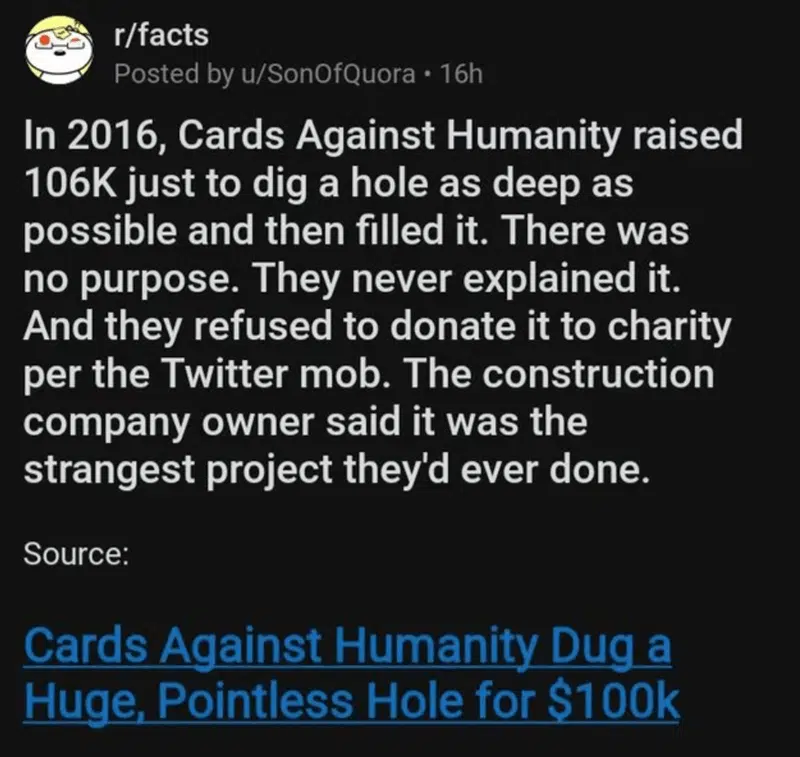 r/facts
Posted by u/SonOfQuora • 16h
In 2016, Cards Against Humanity raised
106K just to dig a hole as deep as
possible and then filled it. There was
no purpose. They never explained it.
And they refused to donate it to charity
per the Twitter mob. The construction
company owner said it was the
strangest project they'd ever done.
Source:
Cards Against Humanity Dug a
Huge, Pointless Hole for $100k